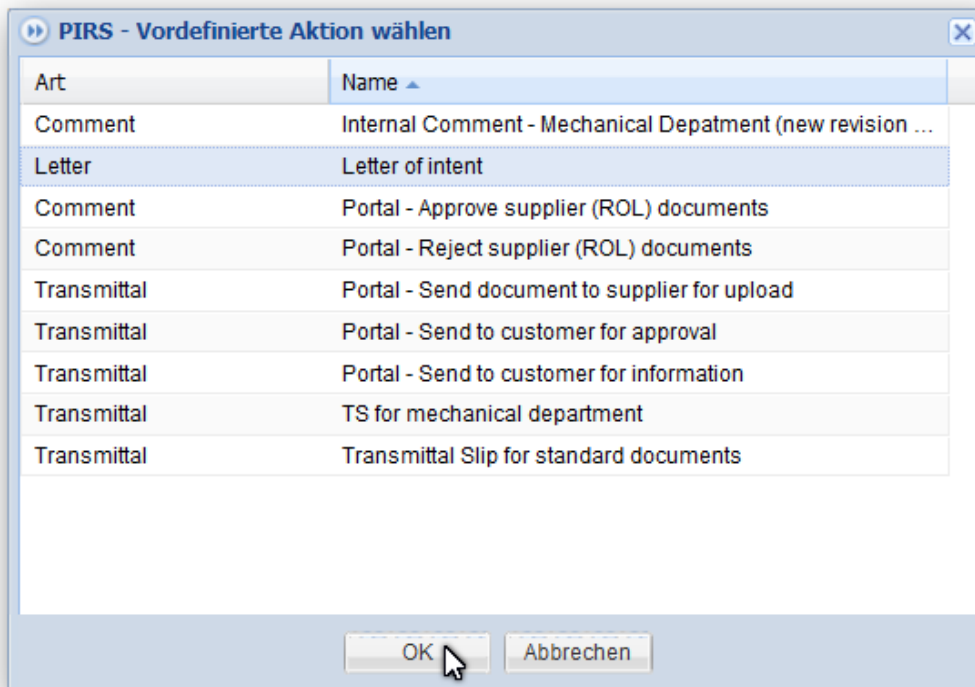 PIRS - Vordefinierte Aktion wählen
Art Name
Comment Internal Comment - Mechanical Depatment (new revision ...
Letter Letter of intent
Comment Portal - Approve supplier (ROL) documents
Comment Portal - Reject supplier (ROL) documents
Transmittal Portal - Send document to supplier for upload
Transmittal Portal - Send to customer for approval
Transmittal Portal - Send to customer for information
Transmittal TS for mechanical department
Transmittal Transmittal Slip for standard documents
OK Abbrechen